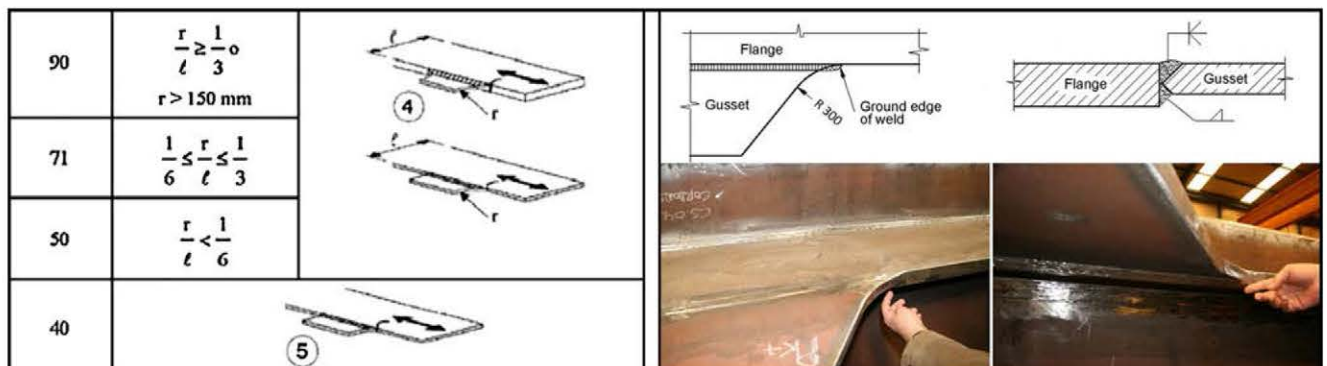 90
r/ℓ ≥ 1/3 o
r > 150 mm
ℓ
r
4
71
1/6 ≤ r/ℓ ≤ 1/3
ℓ
r
50
r/ℓ < 1/6
40
5
Flange
Gusset
R 300
Ground edge
of weld
Flange
Gusset